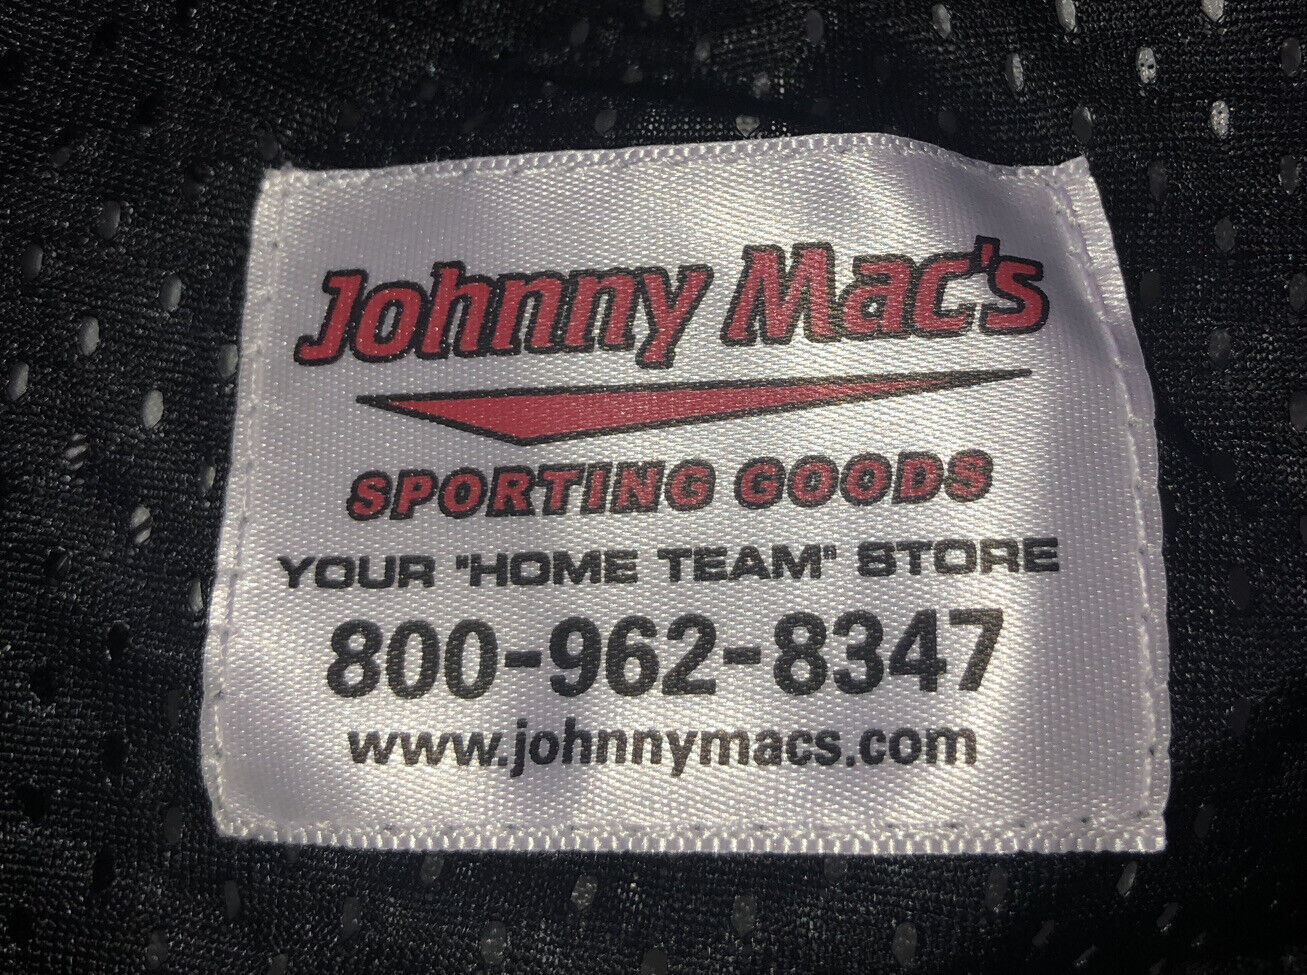 Johnny Mac's
SPORTING GOODS
YOUR "HOME TEAM" STORE
800-962-8347
www.johnnymacs.com